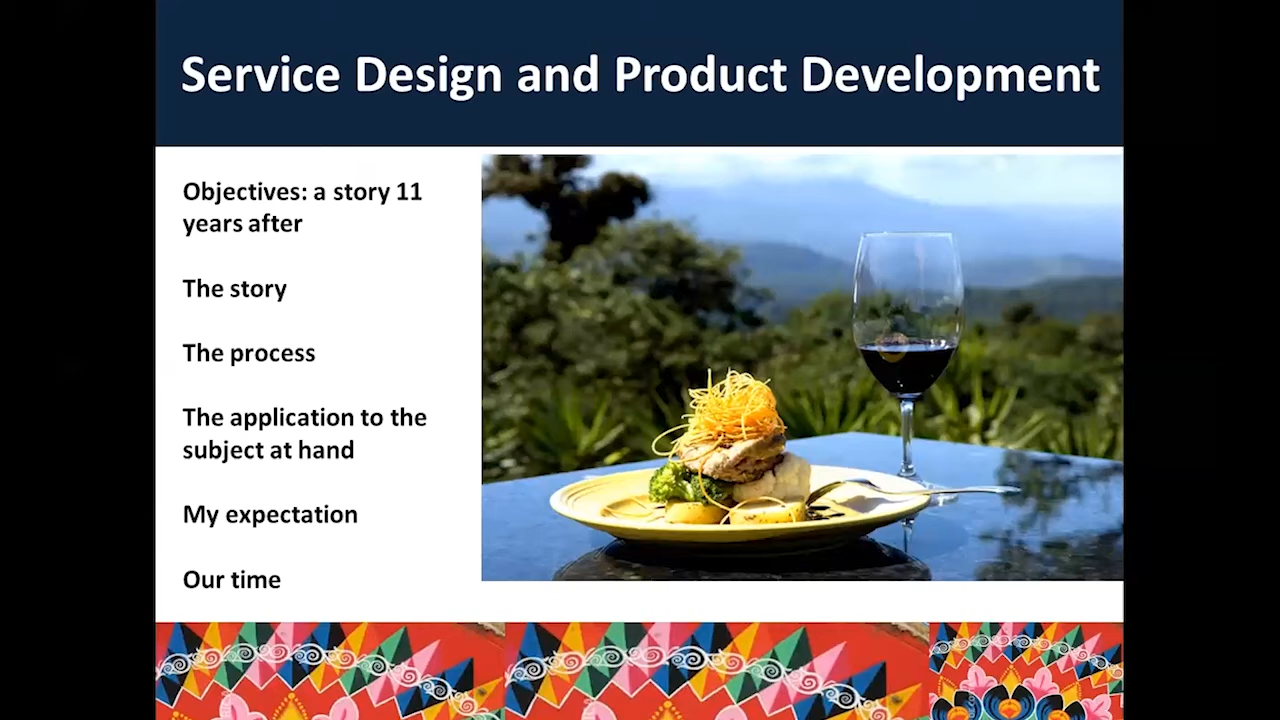 Service Design and Product Development
Objectives: a story 11
years after
The story
The process
The application to the
subject at hand
My expectation
Our time